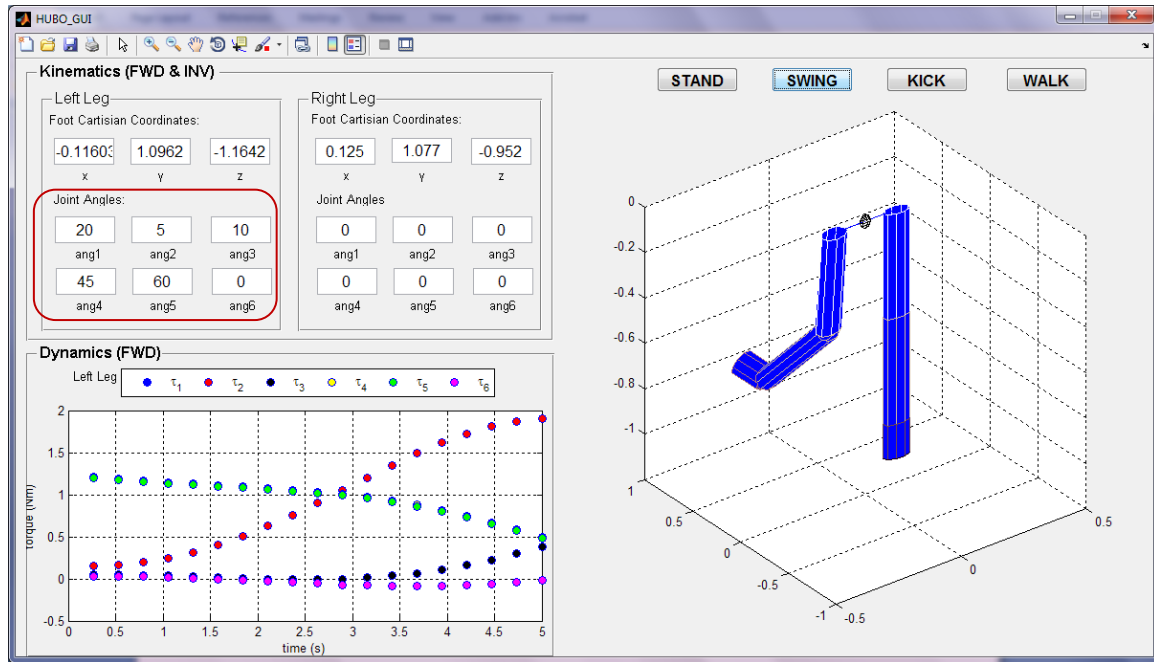 HUBO_GUI
Kinematics (FWD & INV)
Left Leg
Foot Cartisian Coordinates:
-0.11603 1.0962 -1.1642
x y z
Joint Angles:
20 5 10
ang1 ang2 ang3
45 60 0
ang4 ang5 ang6
Right Leg
Foot Cartisian Coordinates:
0.125 1.077 -0.952
x y z
Joint Angles
0 0 0
ang1 ang2 ang3
0 0 0
ang4 ang5 ang6
STAND SWING KICK WALK
0
-0.2
-0.4
-0.6
-0.8
-1
1
0.5
0
-0.5
-1
-0.5
0
0.5
Dynamics (FWD)
Left Leg τ1 τ2 τ3 τ4 τ5 τ6
2
1.5
1
0.5
0
-0.5
torque (Nm)
0 0.5 1 1.5 2 2.5 3 3.5 4 4.5 5
time (s)